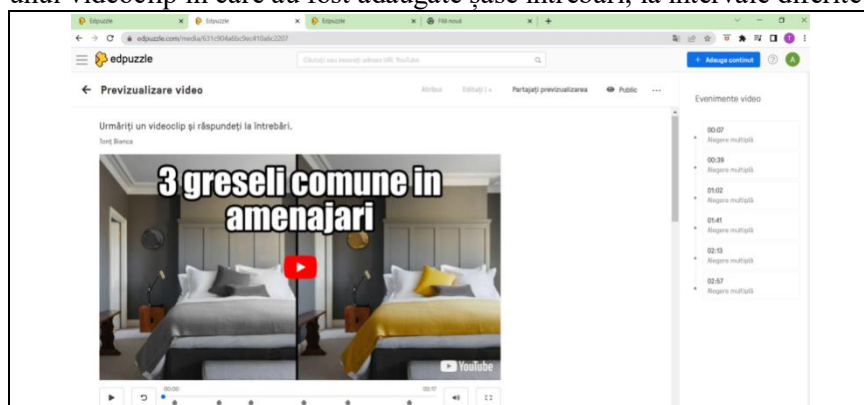 unui videoclip în care au fost adăugate șase întrebări, la intervale diferite
Edpuzzle
Edpuzzle
Edpuzzle
Filă nouă
edpuzzle.com/media/631c904a6bc9ec410a6c2207
edpuzzle
Căutați sau inserați adresa URL YouTube
+ Adauga continut
A
Previzualizare video
Atribui
Editați
Partajați previzualizarea
Public
Evenimente video
Urmăriți un videoclip și răspundeți la întrebări.
Tonț Bianca
3 greseli comune in
amenajari
YouTube
00:07
Alegere multiplă
00:39
Alegere multiplă
01:02
Alegere multiplă
01:41
Alegere multiplă
02:13
Alegere multiplă
02:57
Alegere multiplă
00:00